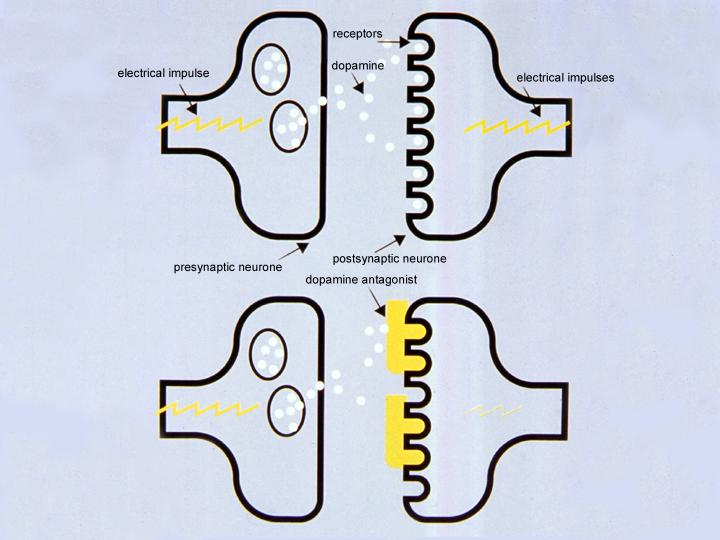 receptors
dopamine
electrical impulse
electrical impulses
presynaptic neurone
postsynaptic neurone
dopamine antagonist